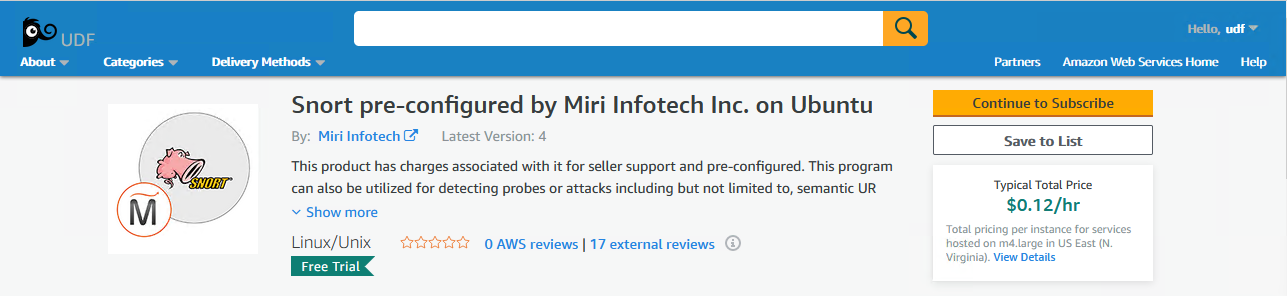 UDF
Hello, udf
About Categories Delivery Methods Partners Amazon Web Services Home Help
Snort pre-configured by Miri Infotech Inc. on Ubuntu
By: Miri Infotech Latest Version: 4
This product has charges associated with it for seller support and pre-configured. This program
can also be utilized for detecting probes or attacks including but not limited to, semantic UR
Show more
Linux/Unix
0 AWS reviews | 17 external reviews
Free Trial
SNORT
M
Continue to Subscribe
Save to List
Typical Total Price
$0.12/hr
Total pricing per instance for services
hosted on m4.large in US East (N.
Virginia). View Details